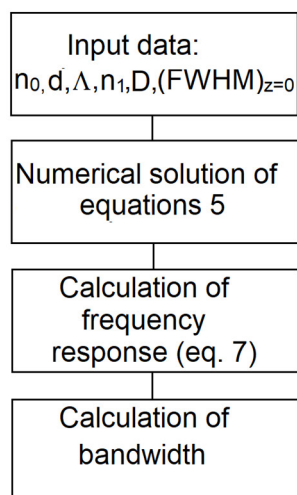 Input data:
n₀, d,Λ,n₁,D,(FWHM)z=0
Numerical solution of
equations 5
Calculation of
frequency
response (eq. 7)
Calculation of
bandwidth